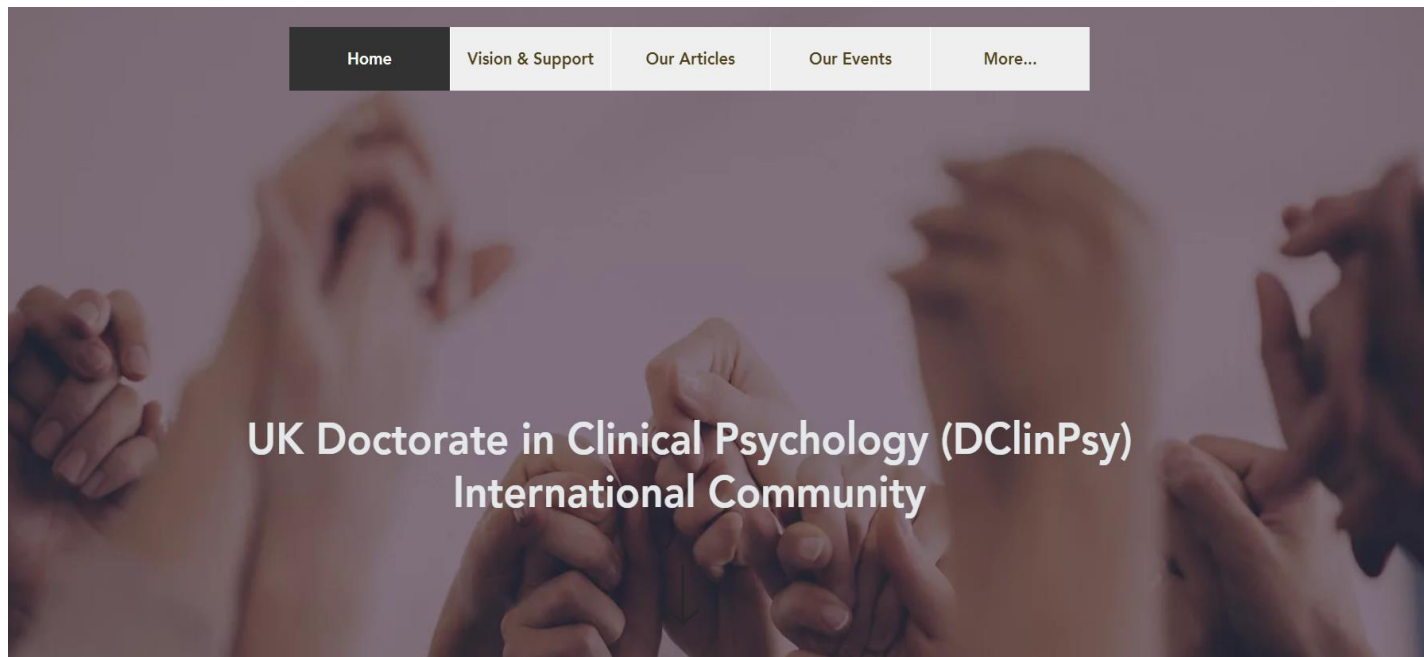 Home
Vision & Support
Our Articles
Our Events
More...
UK Doctorate in Clinical Psychology (DClinPsy)
International Community